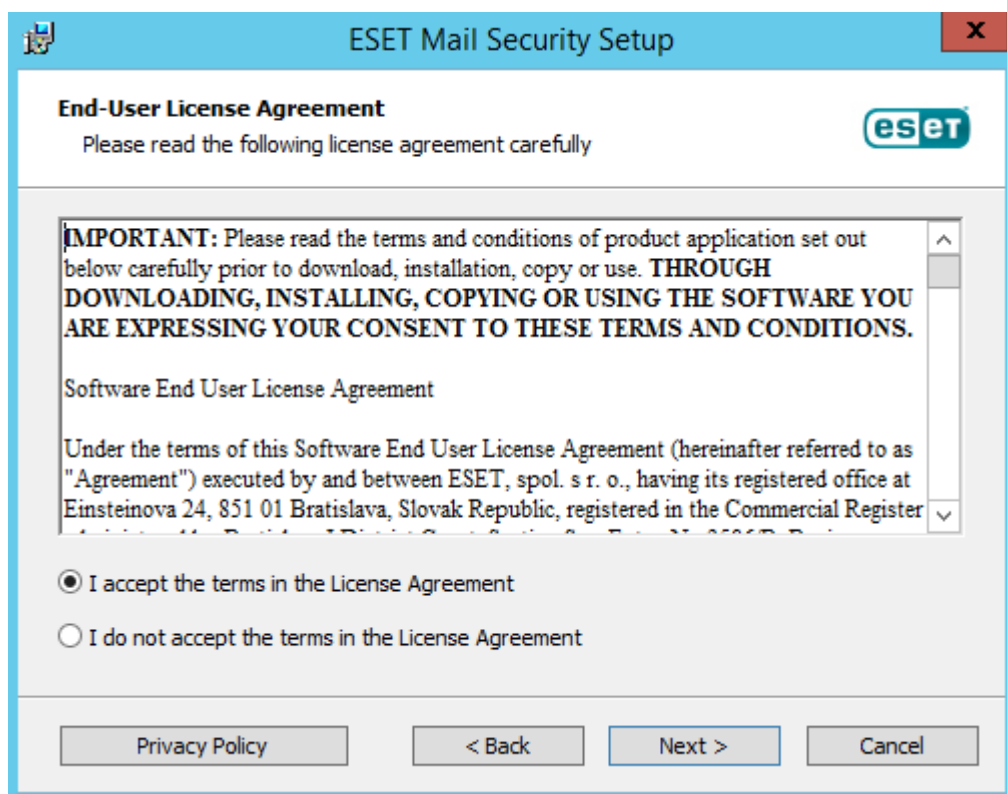 ESET Mail Security Setup
x
End-User License Agreement
Please read the following license agreement carefully
eset
IMPORTANT: Please read the terms and conditions of product application set out
below carefully prior to download, installation, copy or use. THROUGH
DOWNLOADING, INSTALLING, COPYING OR USING THE SOFTWARE YOU
ARE EXPRESSING YOUR CONSENT TO THESE TERMS AND CONDITIONS.
Software End User License Agreement
Under the terms of this Software End User License Agreement (hereinafter referred to as
"Agreement") executed by and between ESET, spol. s r. o., having its registered office at
Einsteinova 24, 851 01 Bratislava, Slovak Republic, registered in the Commercial Register
I accept the terms in the License Agreement
I do not accept the terms in the License Agreement
Privacy Policy
< Back
Next >
Cancel